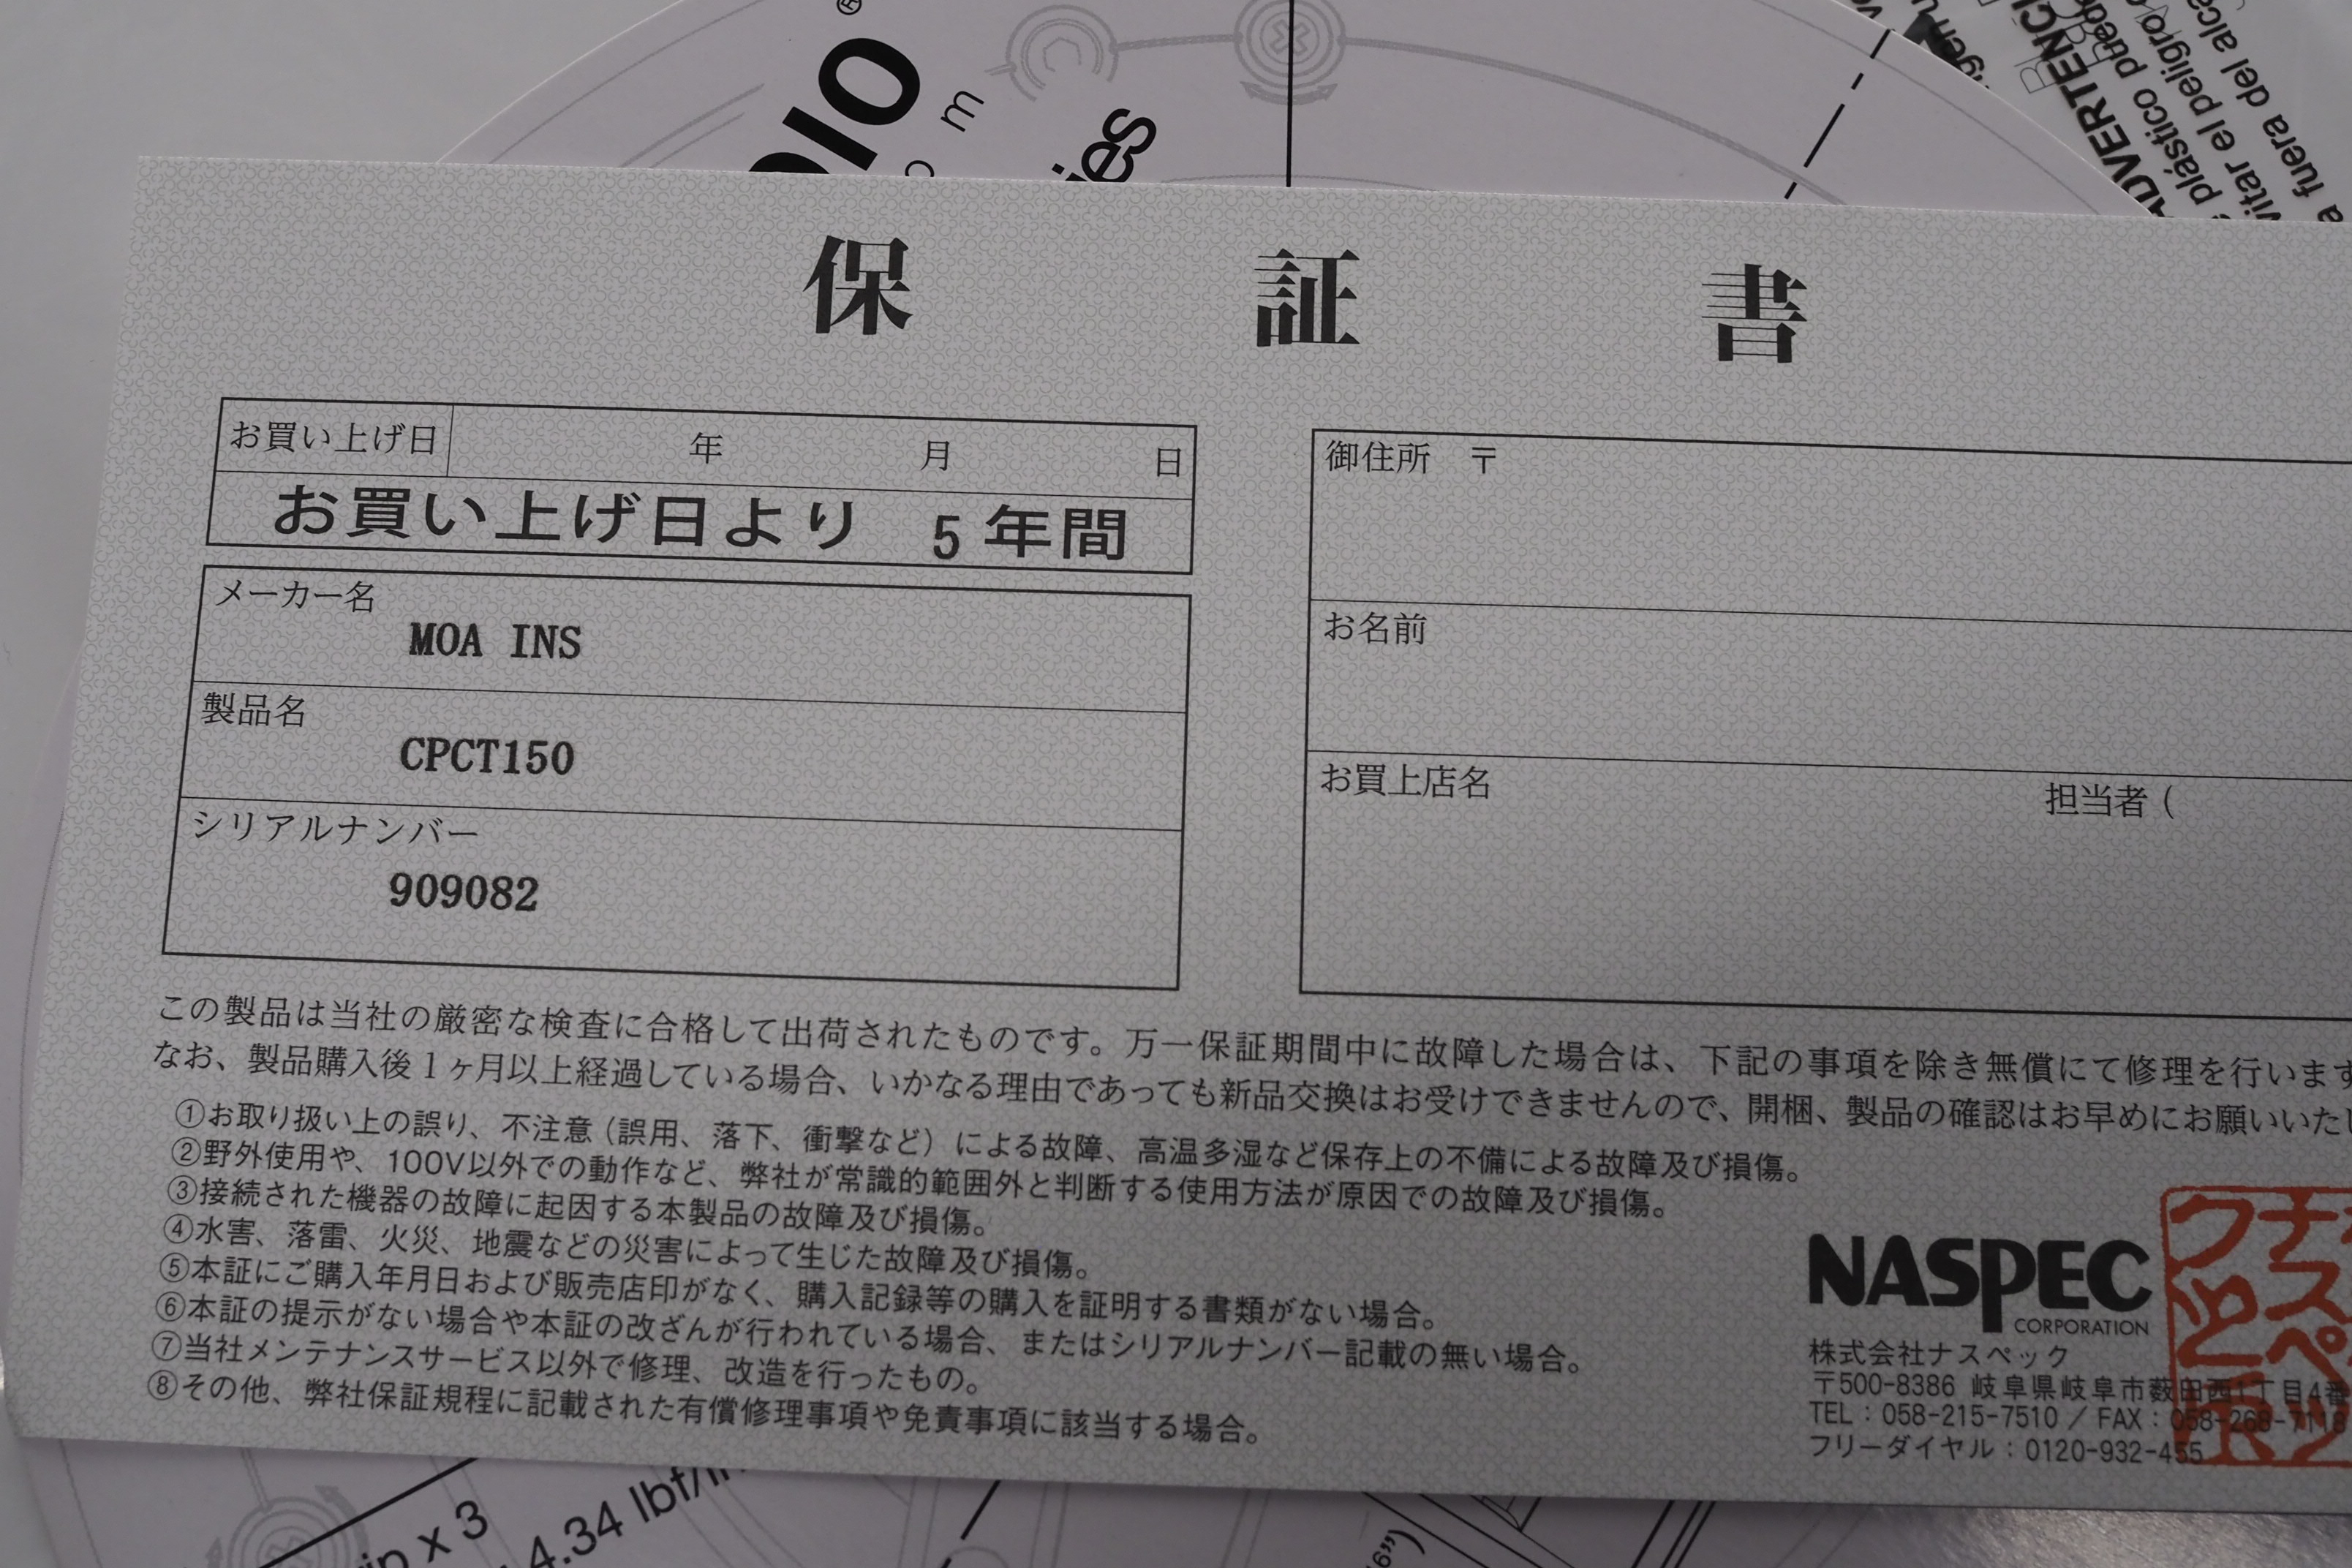 ®
DIO
om
ies
ADVERTENCI
plástico puede
vitar el peligro
a fuera del alca
保証書
お買い上げ日 年 月 日
お買い上げ日より 5年間
メーカー名
MOA INS
製品名
CPCT150
シリアルナンバー
909082
御住所 〒
お名前
お買上店名 担当者(
この製品は当社の厳密な検査に合格して出荷されたものです。万一保証期間中に故障した場合は、下記の事項を除き無償にて修理を行います
なお、製品購入後1ヶ月以上経過している場合、いかなる理由であっても新品交換はお受けできませんので、開梱、製品の確認はお早めにお願いいたし
①お取り扱い上の誤り、不注意(誤用、落下、衝撃など)による故障、高温多湿など保存上の不備による故障及び損傷。
②野外使用や、100V以外での動作など、弊社が常識的範囲外と判断する使用方法が原因での故障及び損傷。
③接続された機器の故障に起因する本製品の故障及び損傷。
④水害、落雷、火災、地震などの災害によって生じた故障及び損傷。
⑤本証にご購入年月日および販売店印がなく、購入記録等の購入を証明する書類がない場合。
⑥本証の提示がない場合や本証の改ざんが行われている場合、またはシリアルナンバー記載の無い場合。
⑦当社メンテナンスサービス以外で修理、改造を行ったもの。
⑧その他、弊社保証規程に記載された有償修理事項や免責事項に該当する場合。
NASPEC
CORPORATION
株式会社ナスペック
〒500-8386 岐阜県岐阜市薮田西1丁目4番
TEL:058-215-7510 / FAX:058-268-7116
フリーダイヤル:0120-932-455
ip x 3
4.34 lbf/in